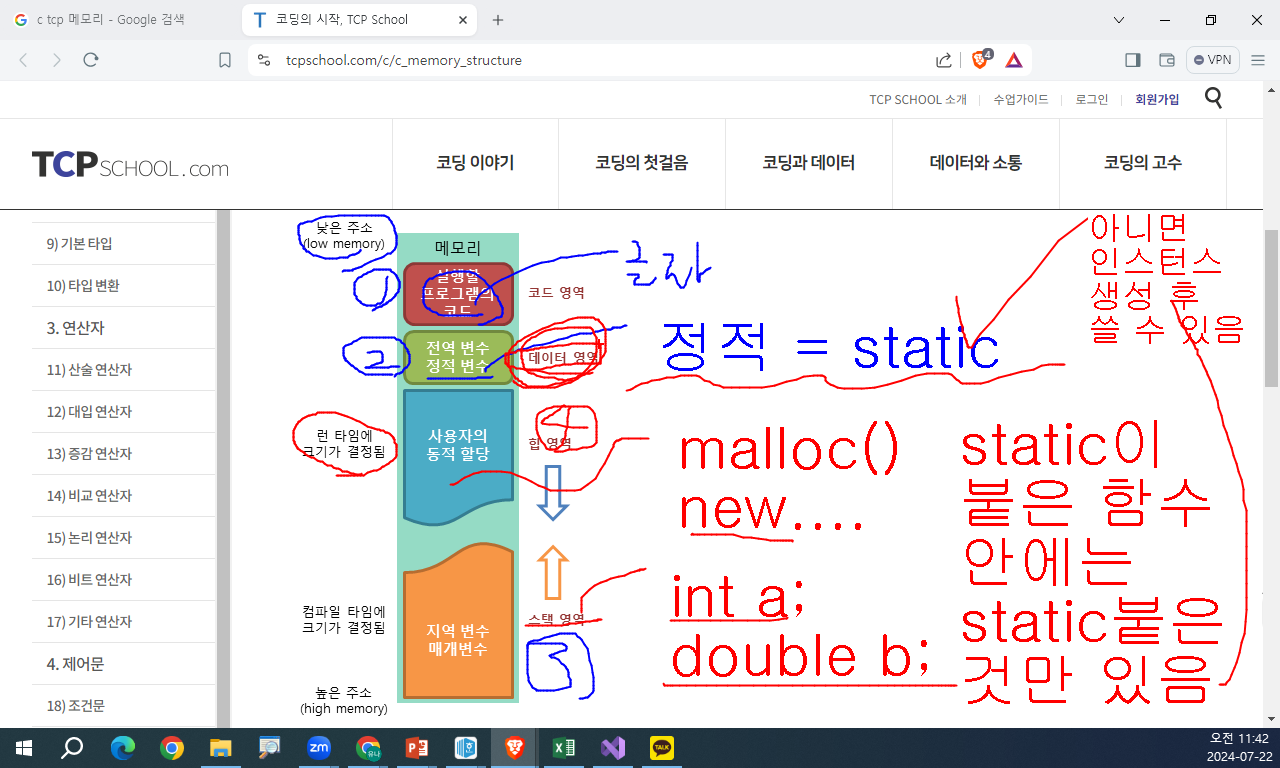 c tcp 메모리 - Google 검색
코딩의 시작, TCP School
tcpschool.com/c/c_memory_structure
4
VPN
TCP SCHOOL 소개
수업가이드
로그인
회원가입
TCPSCHOOL.com
코딩 이야기
코딩의 첫걸음
코딩과 데이터
데이터와 소통
코딩의 고수
9) 기본 타입
10) 타입 변환
3. 연산자
11) 산술 연산자
12) 대입 연산자
13) 증감 연산자
14) 비교 연산자
15) 논리 연산자
16) 비트 연산자
17) 기타 연산자
4. 제어문
18) 조건문
낮은 주소
(low memory)
메모리
1
실행할
프로그램의
코드
코드 영역
2
전역 변수
정적 변수
데이터 영역
정적 = static
아니면
인스턴스
생성 후
쓸 수 있음
런 타임에
크기가 결정됨
사용자의
동적 할당
힙 영역
4
malloc()
new....
static이
붙은 함수
안에는
static붙은
것만 있음
컴파일 타임에
크기가 결정됨
지역 변수
매개변수
스택 영역
3
int a;
double b;
높은 주소
(high memory)
zm
유나
TALK
오전 11:42
2024-07-22